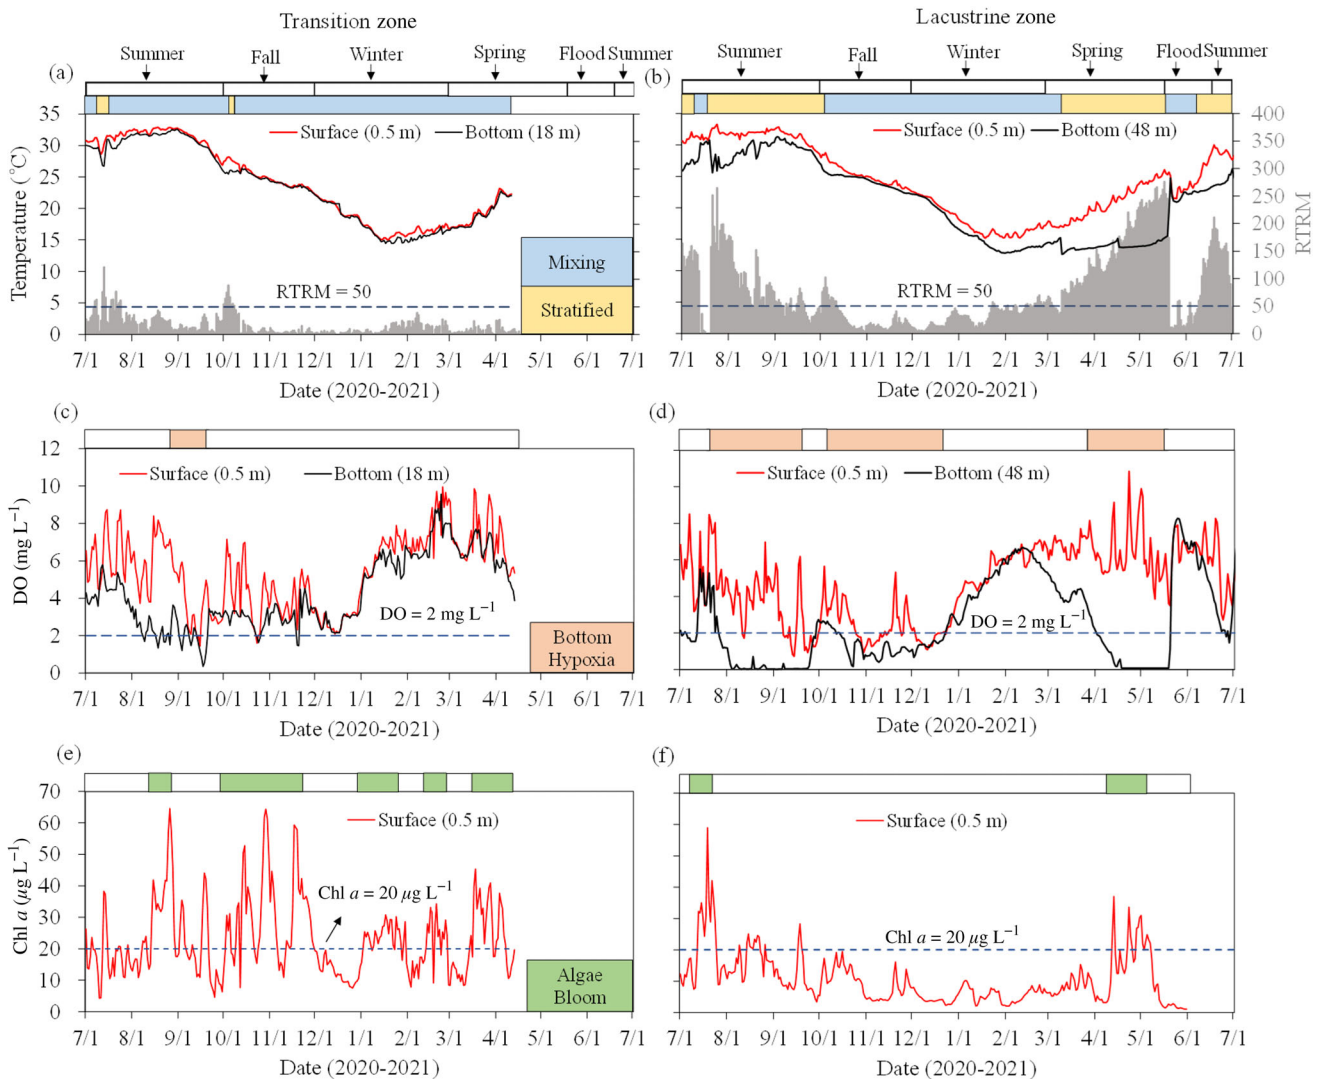 Transition zone
Lacustrine zone
(a)
Summer
Fall
Winter
Spring
Flood
Summer
(b)
Summer
Fall
Winter
Spring
Flood
Summer
35
30
25
20
15
10
5
0
Temperature (°C)
Surface (0.5 m)
Bottom (18 m)
RTRM = 50
Mixing
Stratified
7/1 8/1 9/1 10/1 11/1 12/1 1/1 2/1 3/1 4/1 5/1 6/1 7/1
Date (2020-2021)
Surface (0.5 m)
Bottom (48 m)
RTRM = 50
400
350
300
250
200
150
100
50
0
RTRM
7/1 8/1 9/1 10/1 11/1 12/1 1/1 2/1 3/1 4/1 5/1 6/1 7/1
Date (2020-2021)
(c)
12
10
8
6
4
2
0
DO (mg L⁻¹)
Surface (0.5 m)
Bottom (18 m)
DO = 2 mg L⁻¹
Bottom
Hypoxia
7/1 8/1 9/1 10/1 11/1 12/1 1/1 2/1 3/1 4/1 5/1 6/1 7/1
Date (2020-2021)
(d)
Surface (0.5 m)
Bottom (48 m)
DO = 2 mg L⁻¹
7/1 8/1 9/1 10/1 11/1 12/1 1/1 2/1 3/1 4/1 5/1 6/1 7/1
Date (2020-2021)
(e)
70
60
50
40
30
20
10
0
Chl a (µg L⁻¹)
Surface (0.5 m)
Chl a = 20 µg L⁻¹
Algae
Bloom
7/1 8/1 9/1 10/1 11/1 12/1 1/1 2/1 3/1 4/1 5/1 6/1 7/1
Date (2020-2021)
(f)
Surface (0.5 m)
Chl a = 20 µg L⁻¹
7/1 8/1 9/1 10/1 11/1 12/1 1/1 2/1 3/1 4/1 5/1 6/1 7/1
Date (2020-2021)